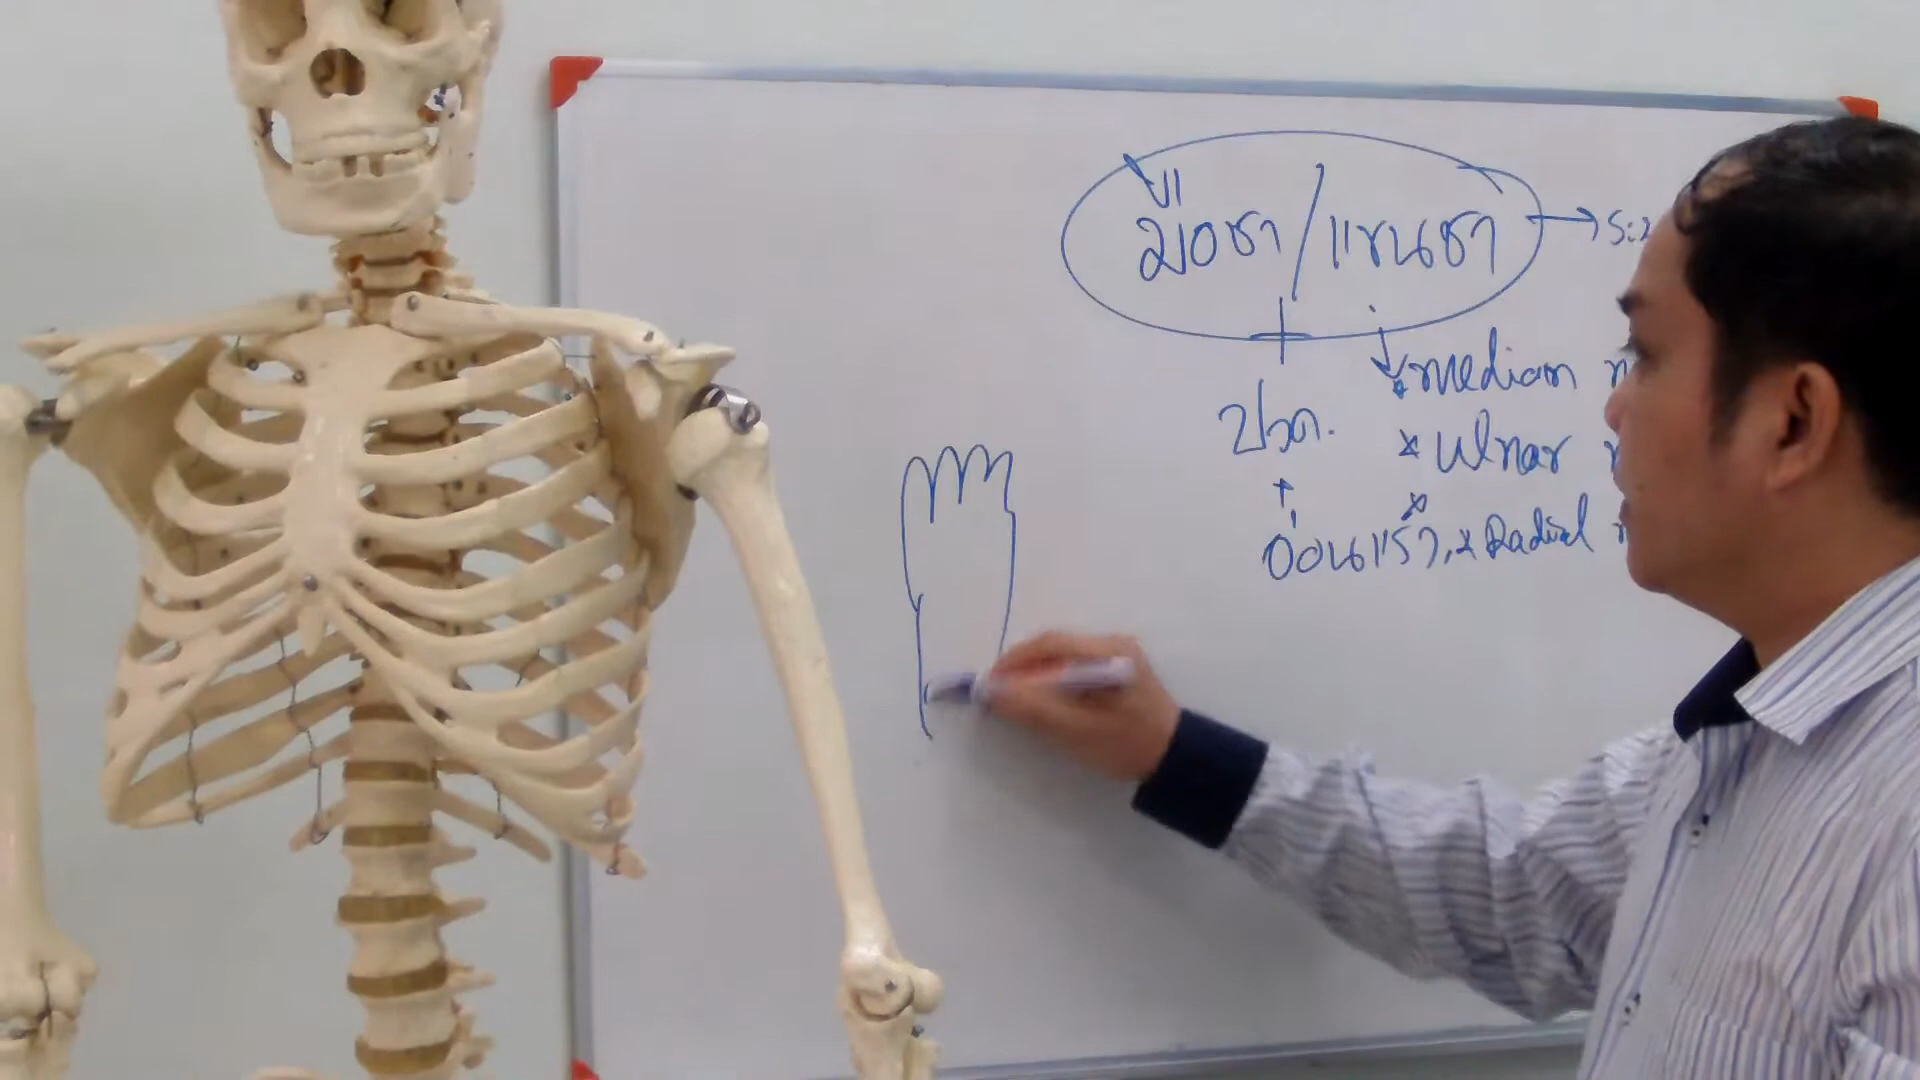 มือชา/แขนชา →
+ ↓
ปวด. * median
* ulnar
+
อ่อนแรง, * Radial